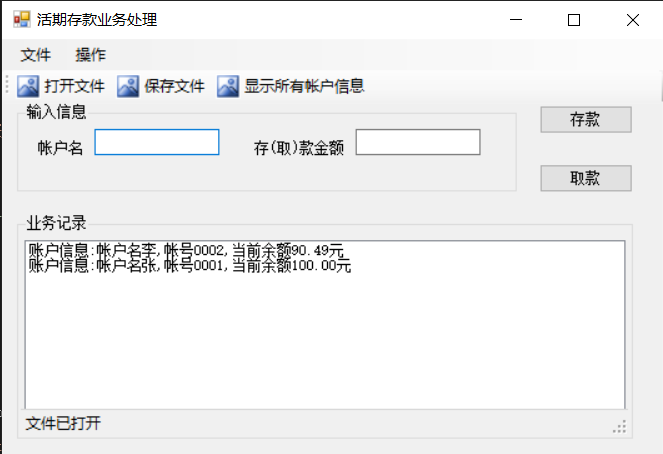 活期存款业务处理
文件 操作
打开文件 保存文件 显示所有帐户信息
输入信息
帐户名 存(取)款金额
存款
取款
业务记录
账户信息:帐户名李,帐号0002,当前余额90.49元
账户信息:帐户名张,帐号0001,当前余额100.00元
文件已打开